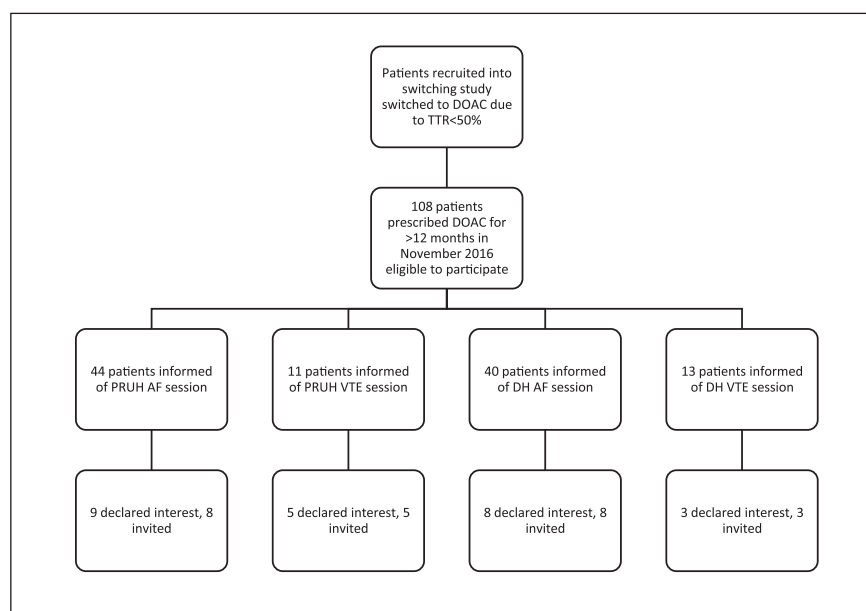 Patients recruited into
switching study
switched to DOAC due
to TTR<50%
108 patients
prescribed DOAC for
>12 months in
November 2016
eligible to participate
44 patients informed
of PRUH AF session
11 patients informed
of PRUH VTE session
40 patients informed
of DH AF session
13 patients informed
of DH VTE session
9 declared interest, 8
invited
5 declared interest, 5
invited
8 declared interest, 8
invited
3 declared interest, 3
invited